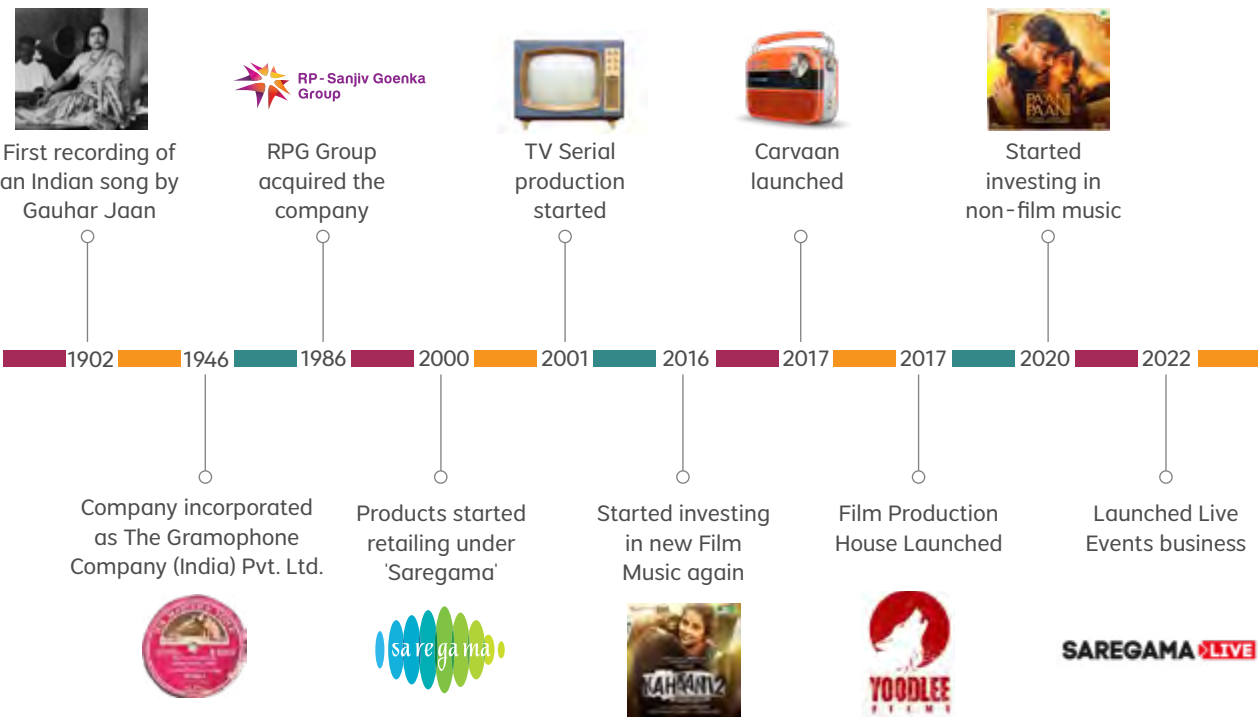 RP-Sanjiv Goenka
Group
PAANI
PAANI
First recording of
an Indian song by
Gauhar Jaan
RPG Group
acquired the
company
TV Serial
production
started
Carvaan
launched
Started
investing in
non-film music
1902
1946
1986
2000
2001
2016
2017
2017
2020
2022
Company incorporated
as The Gramophone
Company (India) Pvt. Ltd.
Products started
retailing under
'Saregama'
Started investing
in new Film
Music again
Film Production
House Launched
Launched Live
Events business
sa re ga ma
KAHAANI 2
YOODLEE
FILMS
SAREGAMA LIVE